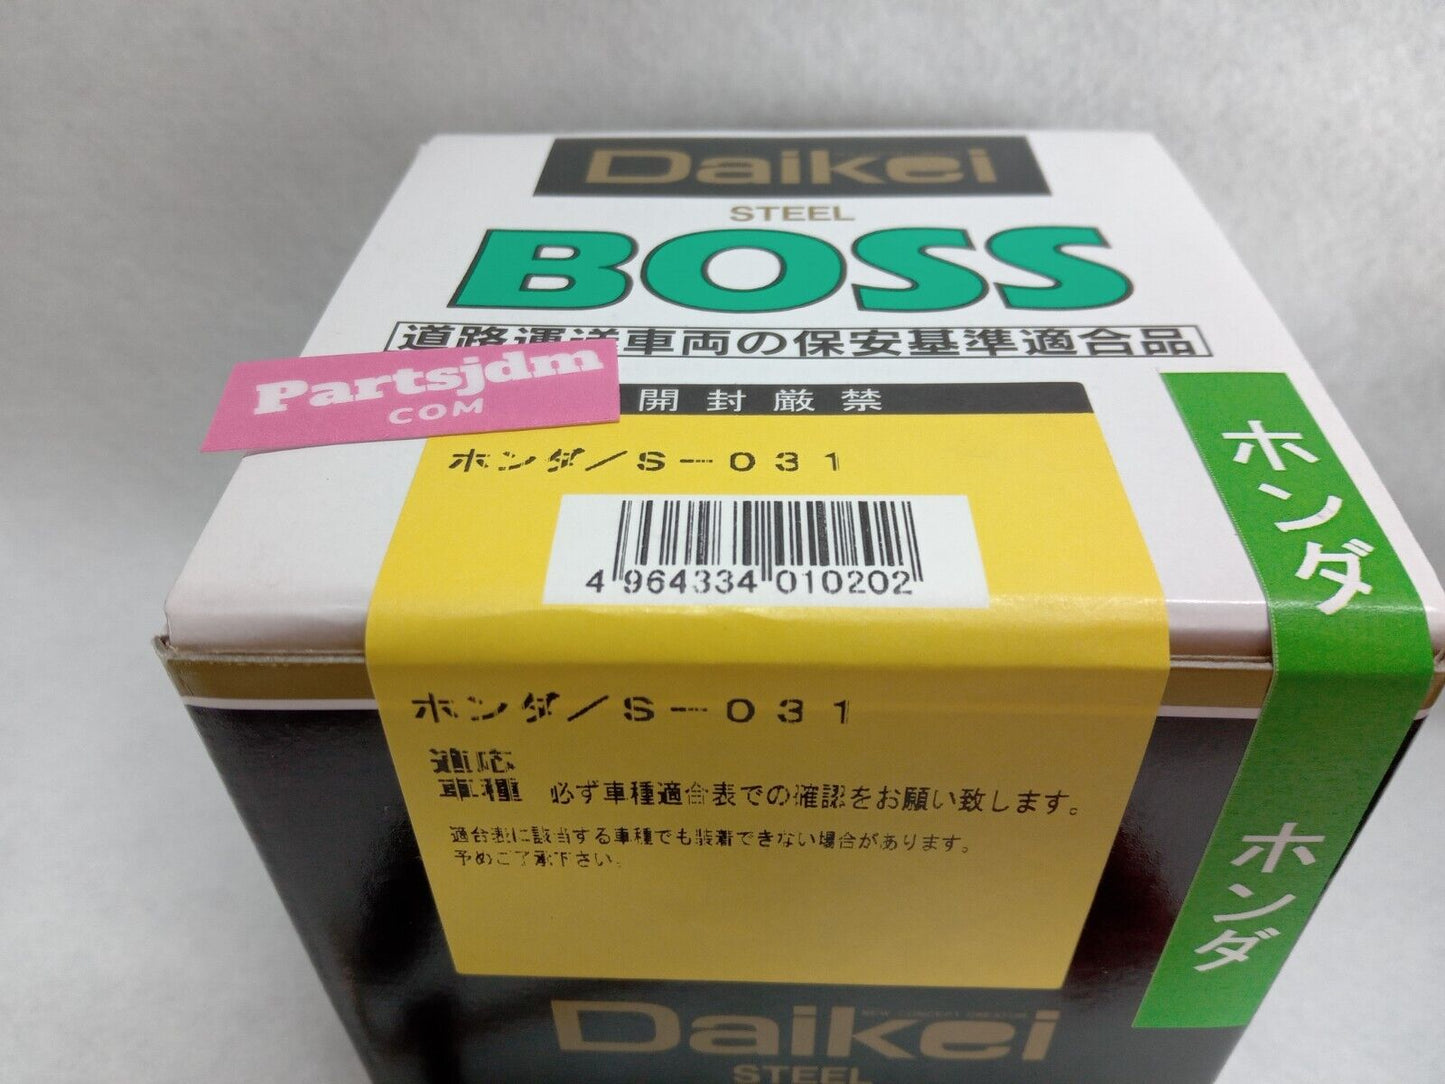 Daikei
STEEL
BOSS
道路運送車両の保安基準適合品
Partsjdm
COM
開封厳禁
ホンダ/S-031
4 964334 010202
ホンダ
ホンダ/S-031
適応
車種 必ず車種適合表での確認をお願い致します。
適合表に該当する車種でも装着できない場合があります。
予めご了承下さい。
ホンダ
NEW CONCEPT CREATOR
Daikei
STEEL